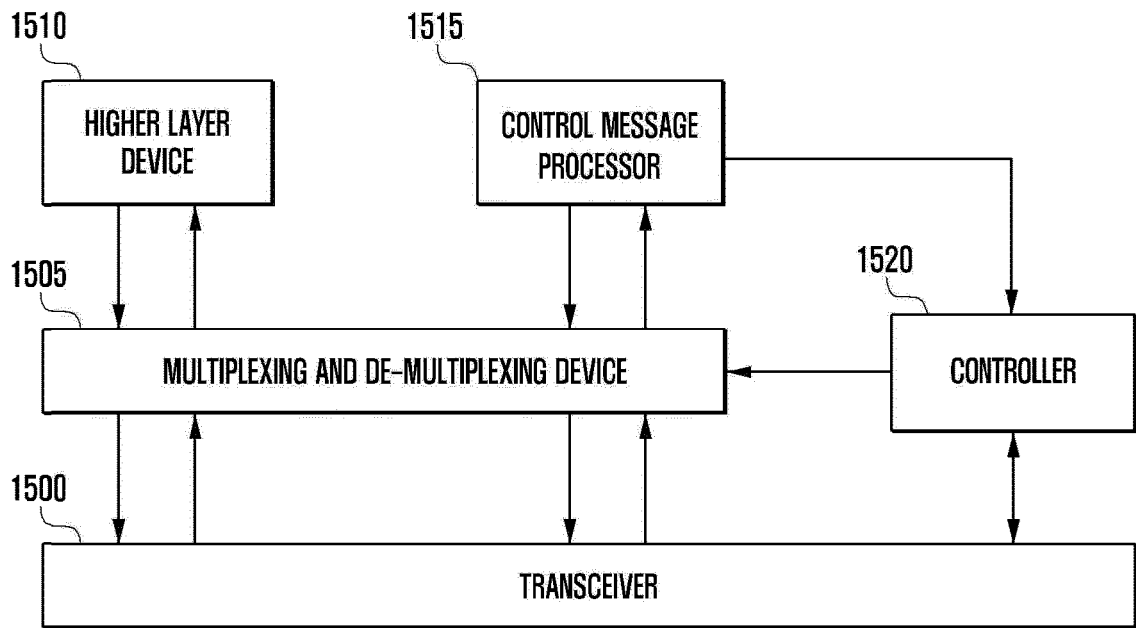 1510
HIGHER LAYER
DEVICE
1515
CONTROL MESSAGE
PROCESSOR
1505
MULTIPLEXING AND DE-MULTIPLEXING DEVICE
1520
CONTROLLER
1500
TRANSCEIVER